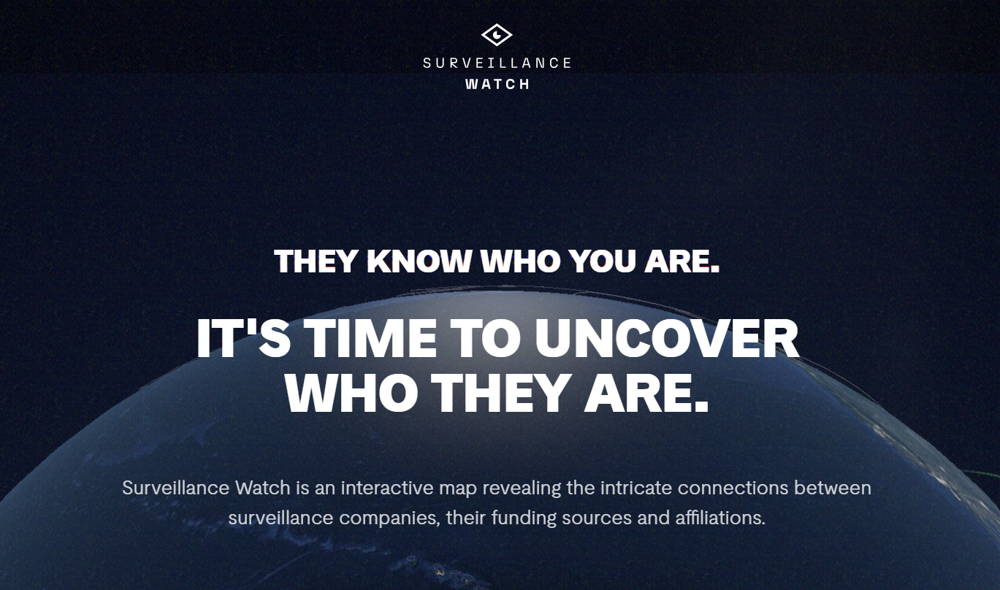 SURVEILLANCE
WATCH
THEY KNOW WHO YOU ARE.
IT'S TIME TO UNCOVER
WHO THEY ARE.
Surveillance Watch is an interactive map revealing the intricate connections between
surveillance companies, their funding sources and affiliations.